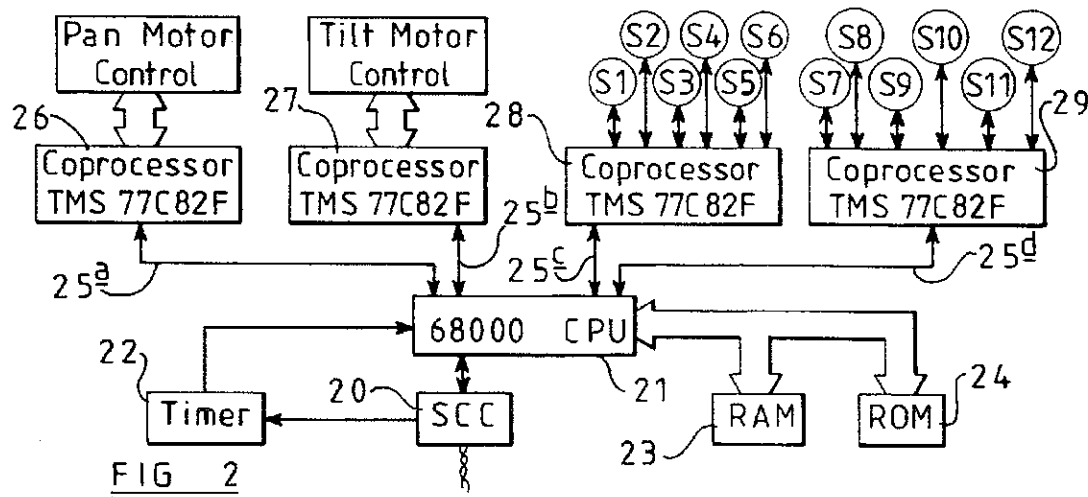 Pan Motor
Control
Tilt Motor
Control
S1
S2
S3
S4
S5
S6
S7
S8
S9
S10
S11
S12
26
27
28
29
Coprocessor
TMS 77C82F
Coprocessor
TMS 77C82F
Coprocessor
TMS 77C82F
Coprocessor
TMS 77C82F
25a
25b
25c
25d
68000 CPU
22
20
21
24
Timer
SCC
RAM
ROM
23
FIG 2